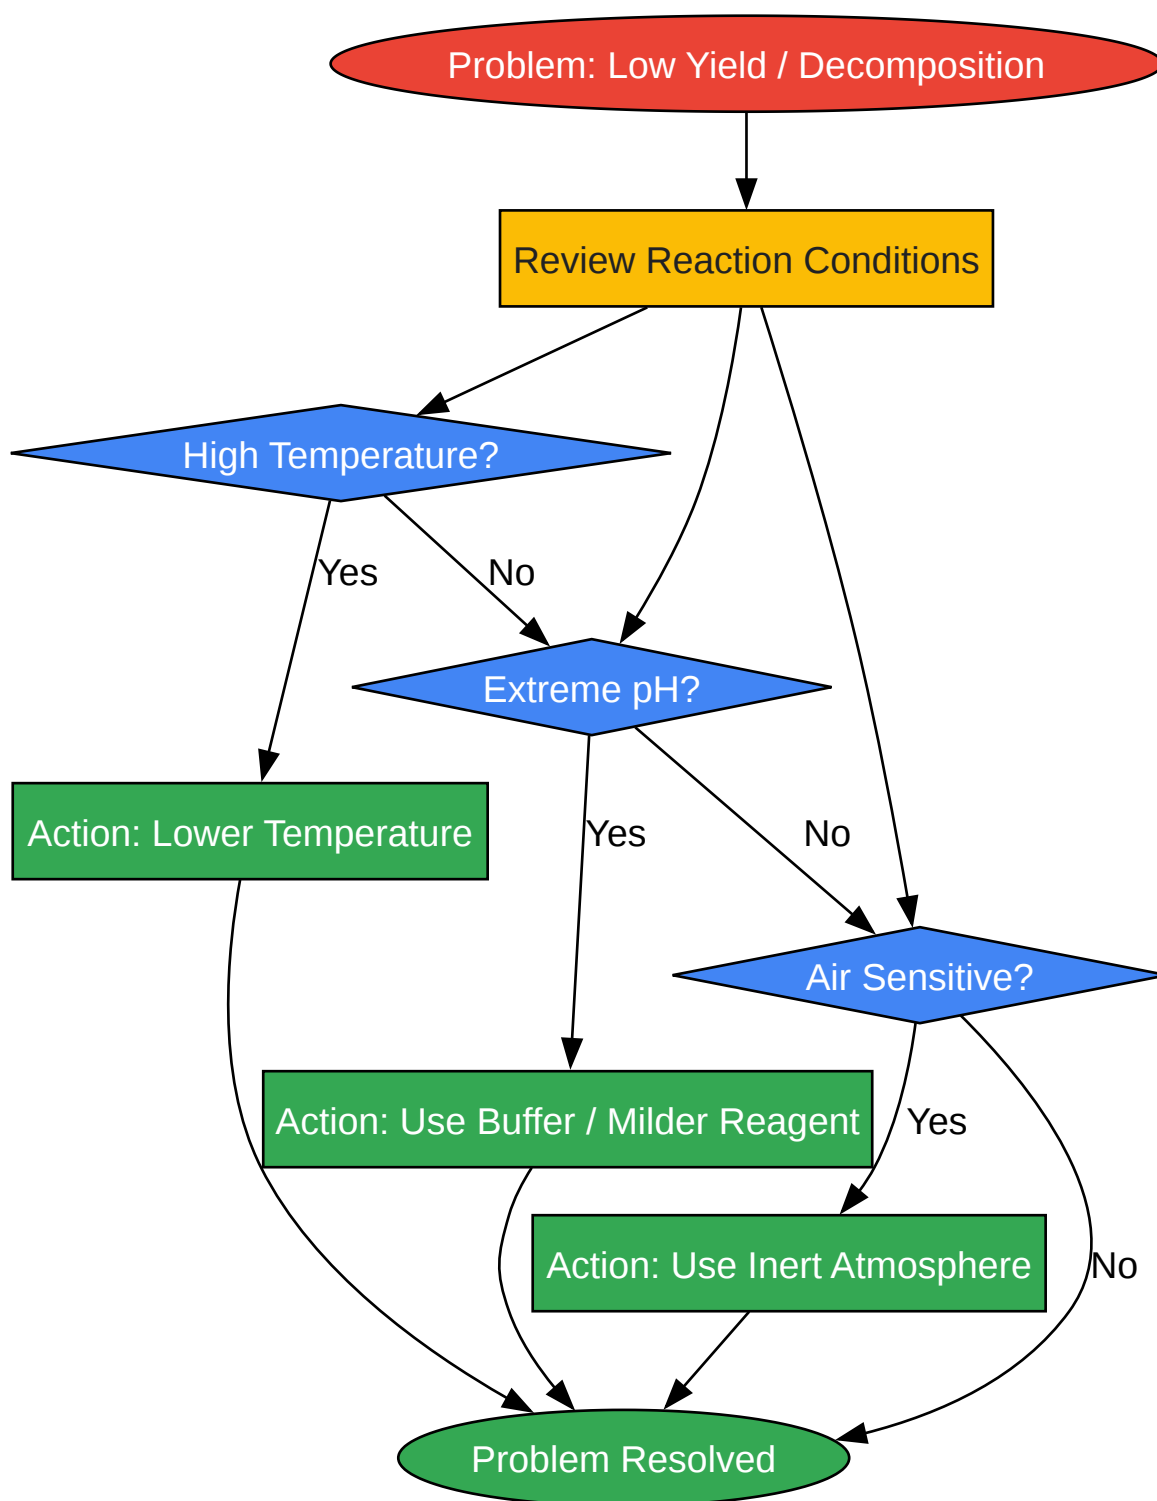 Problem: Low Yield / Decomposition
Review Reaction Conditions
High Temperature?
Yes
No
Extreme pH?
Action: Lower Temperature
Yes
No
Air Sensitive?
Action: Use Buffer / Milder Reagent
Yes
Action: Use Inert Atmosphere
No
Problem Resolved